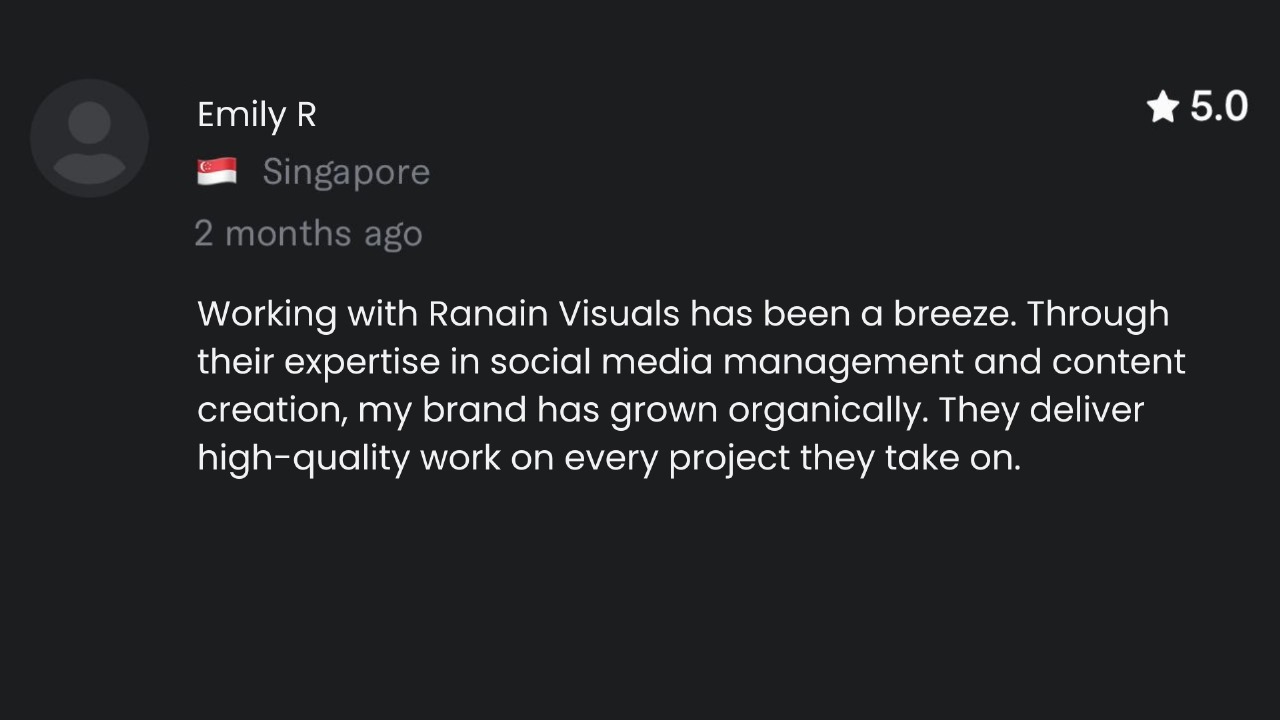 Emily R
5.0
Singapore
2 months ago
Working with Ranain Visuals has been a breeze. Through
their expertise in social media management and content
creation, my brand has grown organically. They deliver
high-quality work on every project they take on.